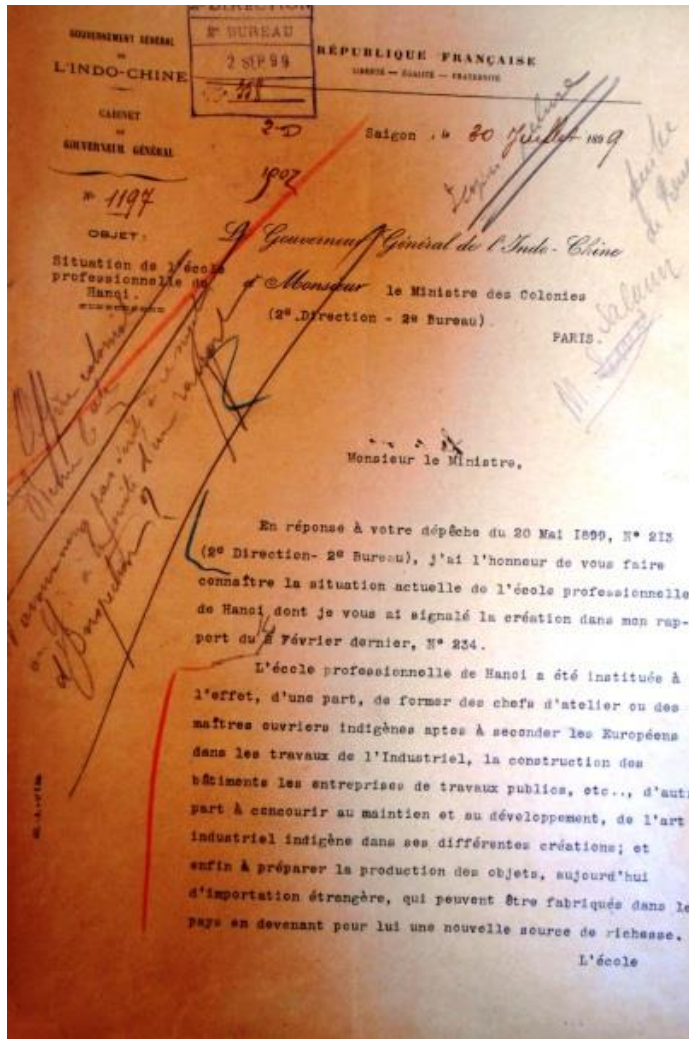 2e BUREAU
2 SEP 99
GOUVERNEMENT GÉNÉRAL
DE
L'INDO-CHINE
CABINET
DU
GOUVERNEUR GÉNÉRAL
N° 1197
OBJET :
Situation de l'école
professionnelle de
Hanoi.
RÉPUBLIQUE FRANÇAISE
LIBERTÉ — ÉGALITÉ — FRATERNITÉ
Saigon, le 30 Juillet 1899
Le Gouverneur Général de l'Indo-Chine
à Monsieur le Ministre des Colonies
(2e Direction - 2e Bureau).
PARIS.
Monsieur le Ministre,
En réponse à votre dépêche du 20 Mai I899, N° 2I3
(2e Direction- 2e Bureau), j'ai l'honneur de vous faire
connaître la situation actuelle de l'école professionnelle
de Hanoi dont je vous ai signalé la création dans mon rap-
port du Février dernier, N° 234.
L'école professionnelle de Hanoi a été instituée à
l'effet, d'une part, de former des chefs d'atelier ou des
maîtres ouvriers indigènes aptes à seconder les Européens
dans les travaux de l'Industriel, la construction des
bâtiments les entreprises de travaux publics, etc.., d'aut
part à concourir au maintien et au développement, de l'art
industriel indigène dans ses différentes créations; et
enfin à préparer la production des objets, aujourd'hui
d'importation étrangère, qui peuvent être fabriqués dans le
pays en devenant pour lui une nouvelle source de richesse.
L'école